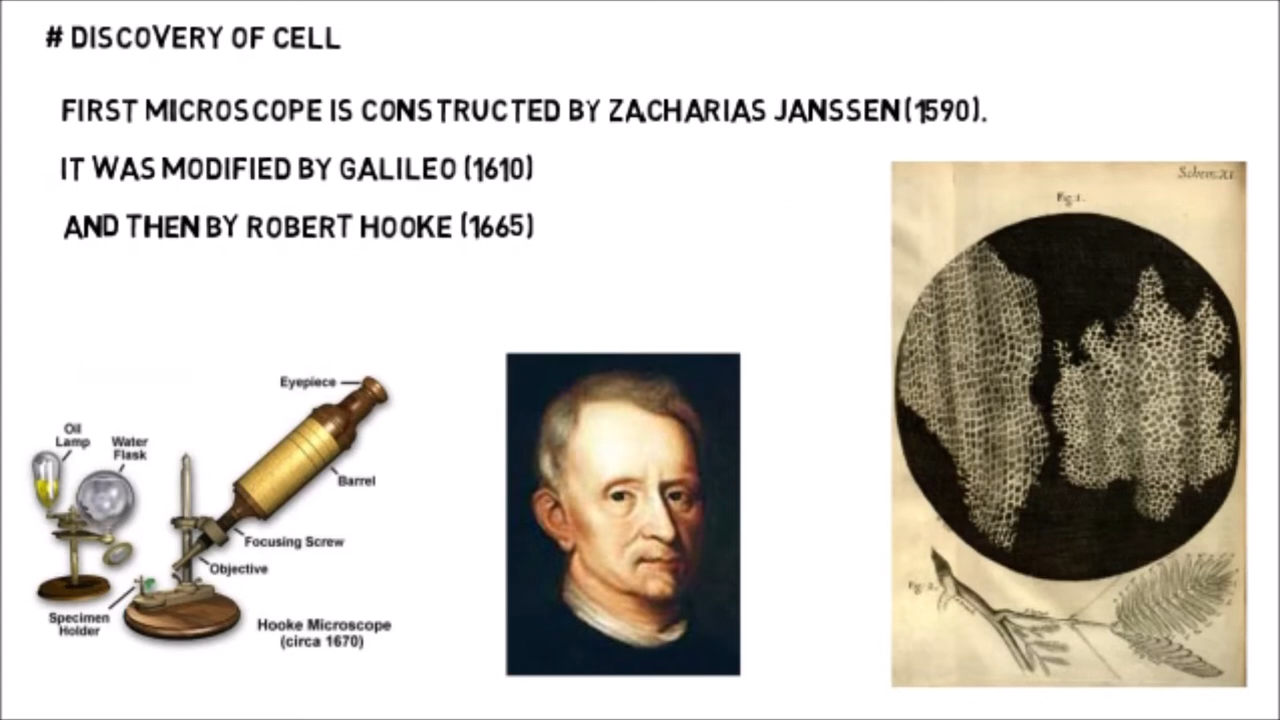 # DISCOVERY OF CELL
FIRST MICROSCOPE IS CONSTRUCTED BY ZACHARIAS JANSSEN (1590).
IT WAS MODIFIED BY GALILEO (1610)
AND THEN BY ROBERT HOOKE (1665)
Eyepiece
Oil
Lamp
Water
Flask
Barrel
Focusing Screw
Objective
Specimen
Holder
Hooke Microscope
(circa 1670)
Schem:XI.
Fig:1.
Fig:2.